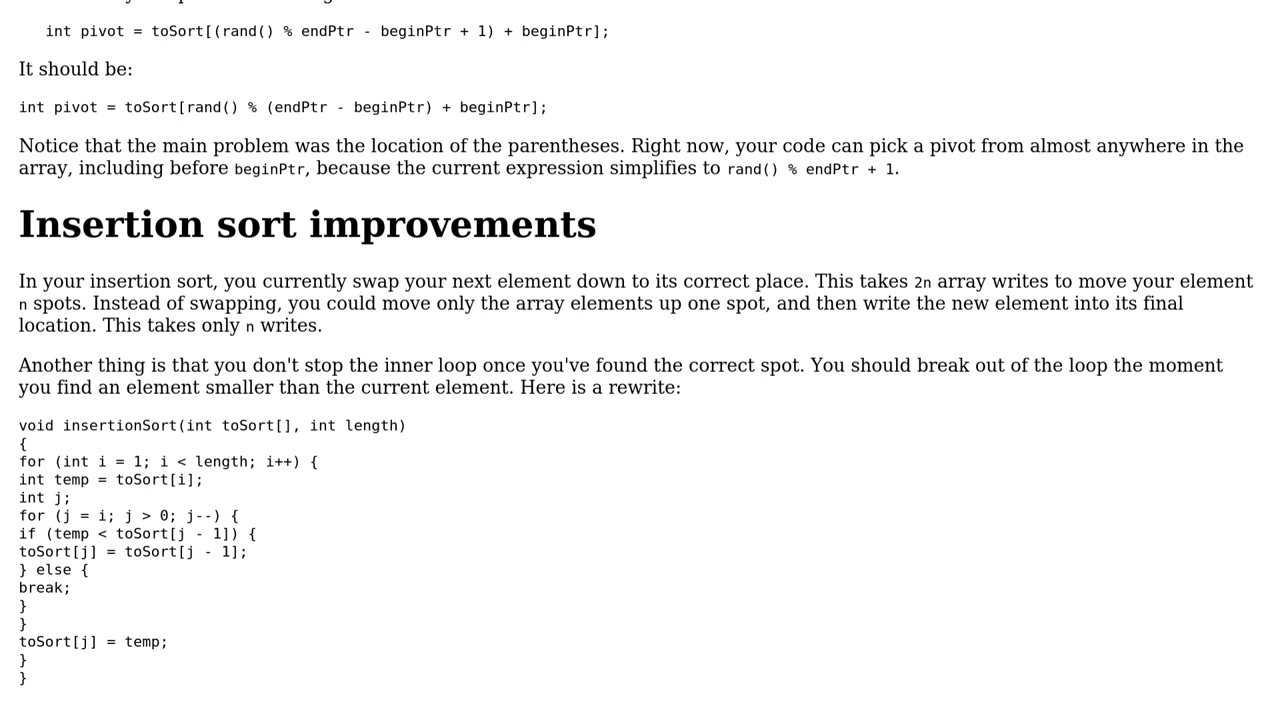 int pivot = toSort[(rand() % endPtr - beginPtr + 1) + beginPtr];
It should be:
int pivot = toSort[rand() % (endPtr - beginPtr) + beginPtr];
Notice that the main problem was the location of the parentheses. Right now, your code can pick a pivot from almost anywhere in the
array, including before beginPtr, because the current expression simplifies to rand() % endPtr + 1.
Insertion sort improvements
In your insertion sort, you currently swap your next element down to its correct place. This takes 2n array writes to move your element
n spots. Instead of swapping, you could move only the array elements up one spot, and then write the new element into its final
location. This takes only n writes.
Another thing is that you don't stop the inner loop once you've found the correct spot. You should break out of the loop the moment
you find an element smaller than the current element. Here is a rewrite:
void insertionSort(int toSort[], int length)
{
for (int i = 1; i < length; i++) {
int temp = toSort[i];
int j;
for (j = i; j > 0; j--) {
if (temp < toSort[j - 1]) {
toSort[j] = toSort[j - 1];
} else {
break;
}
}
toSort[j] = temp;
}
}